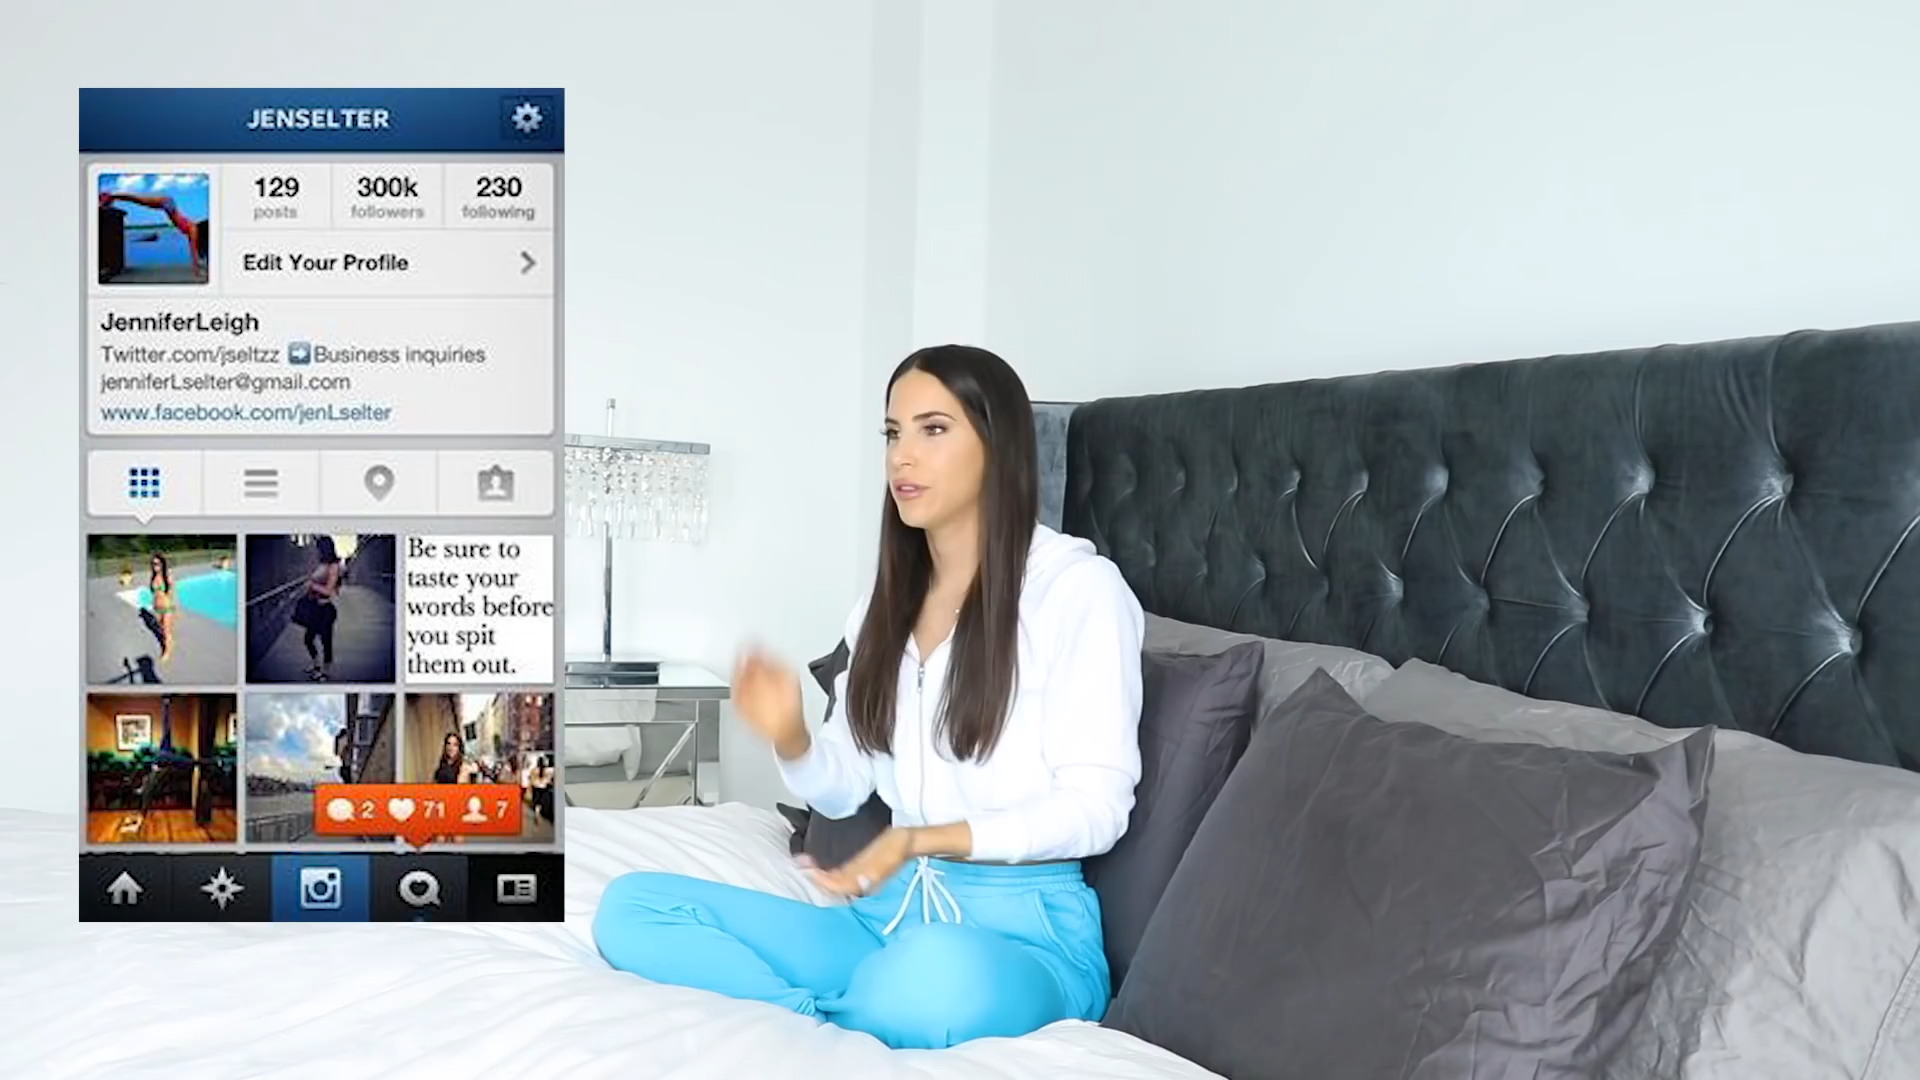 JENSELTER
129
posts
300k
followers
230
following
Edit Your Profile
JenniferLeigh
Twitter.com/jseltzz ➡Business inquiries
jenniferLselter@gmail.com
www.facebook.com/jenLselter
Be sure to
taste your
words before
you spit
them out.
2 71 7